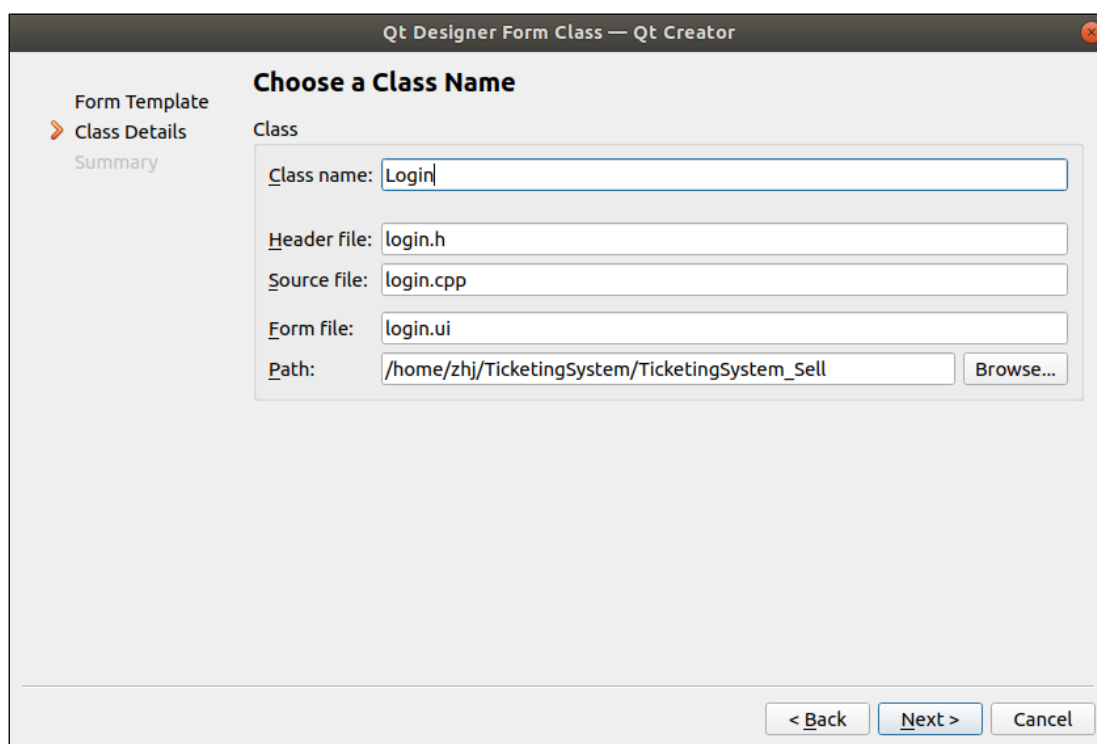 Qt Designer Form Class — Qt Creator
Form Template
Class Details
Summary
Choose a Class Name
Class
Class name: Login
Header file: login.h
Source file: login.cpp
Form file: login.ui
Path: /home/zhj/TicketingSystem/TicketingSystem_Sell Browse...
< Back Next > Cancel